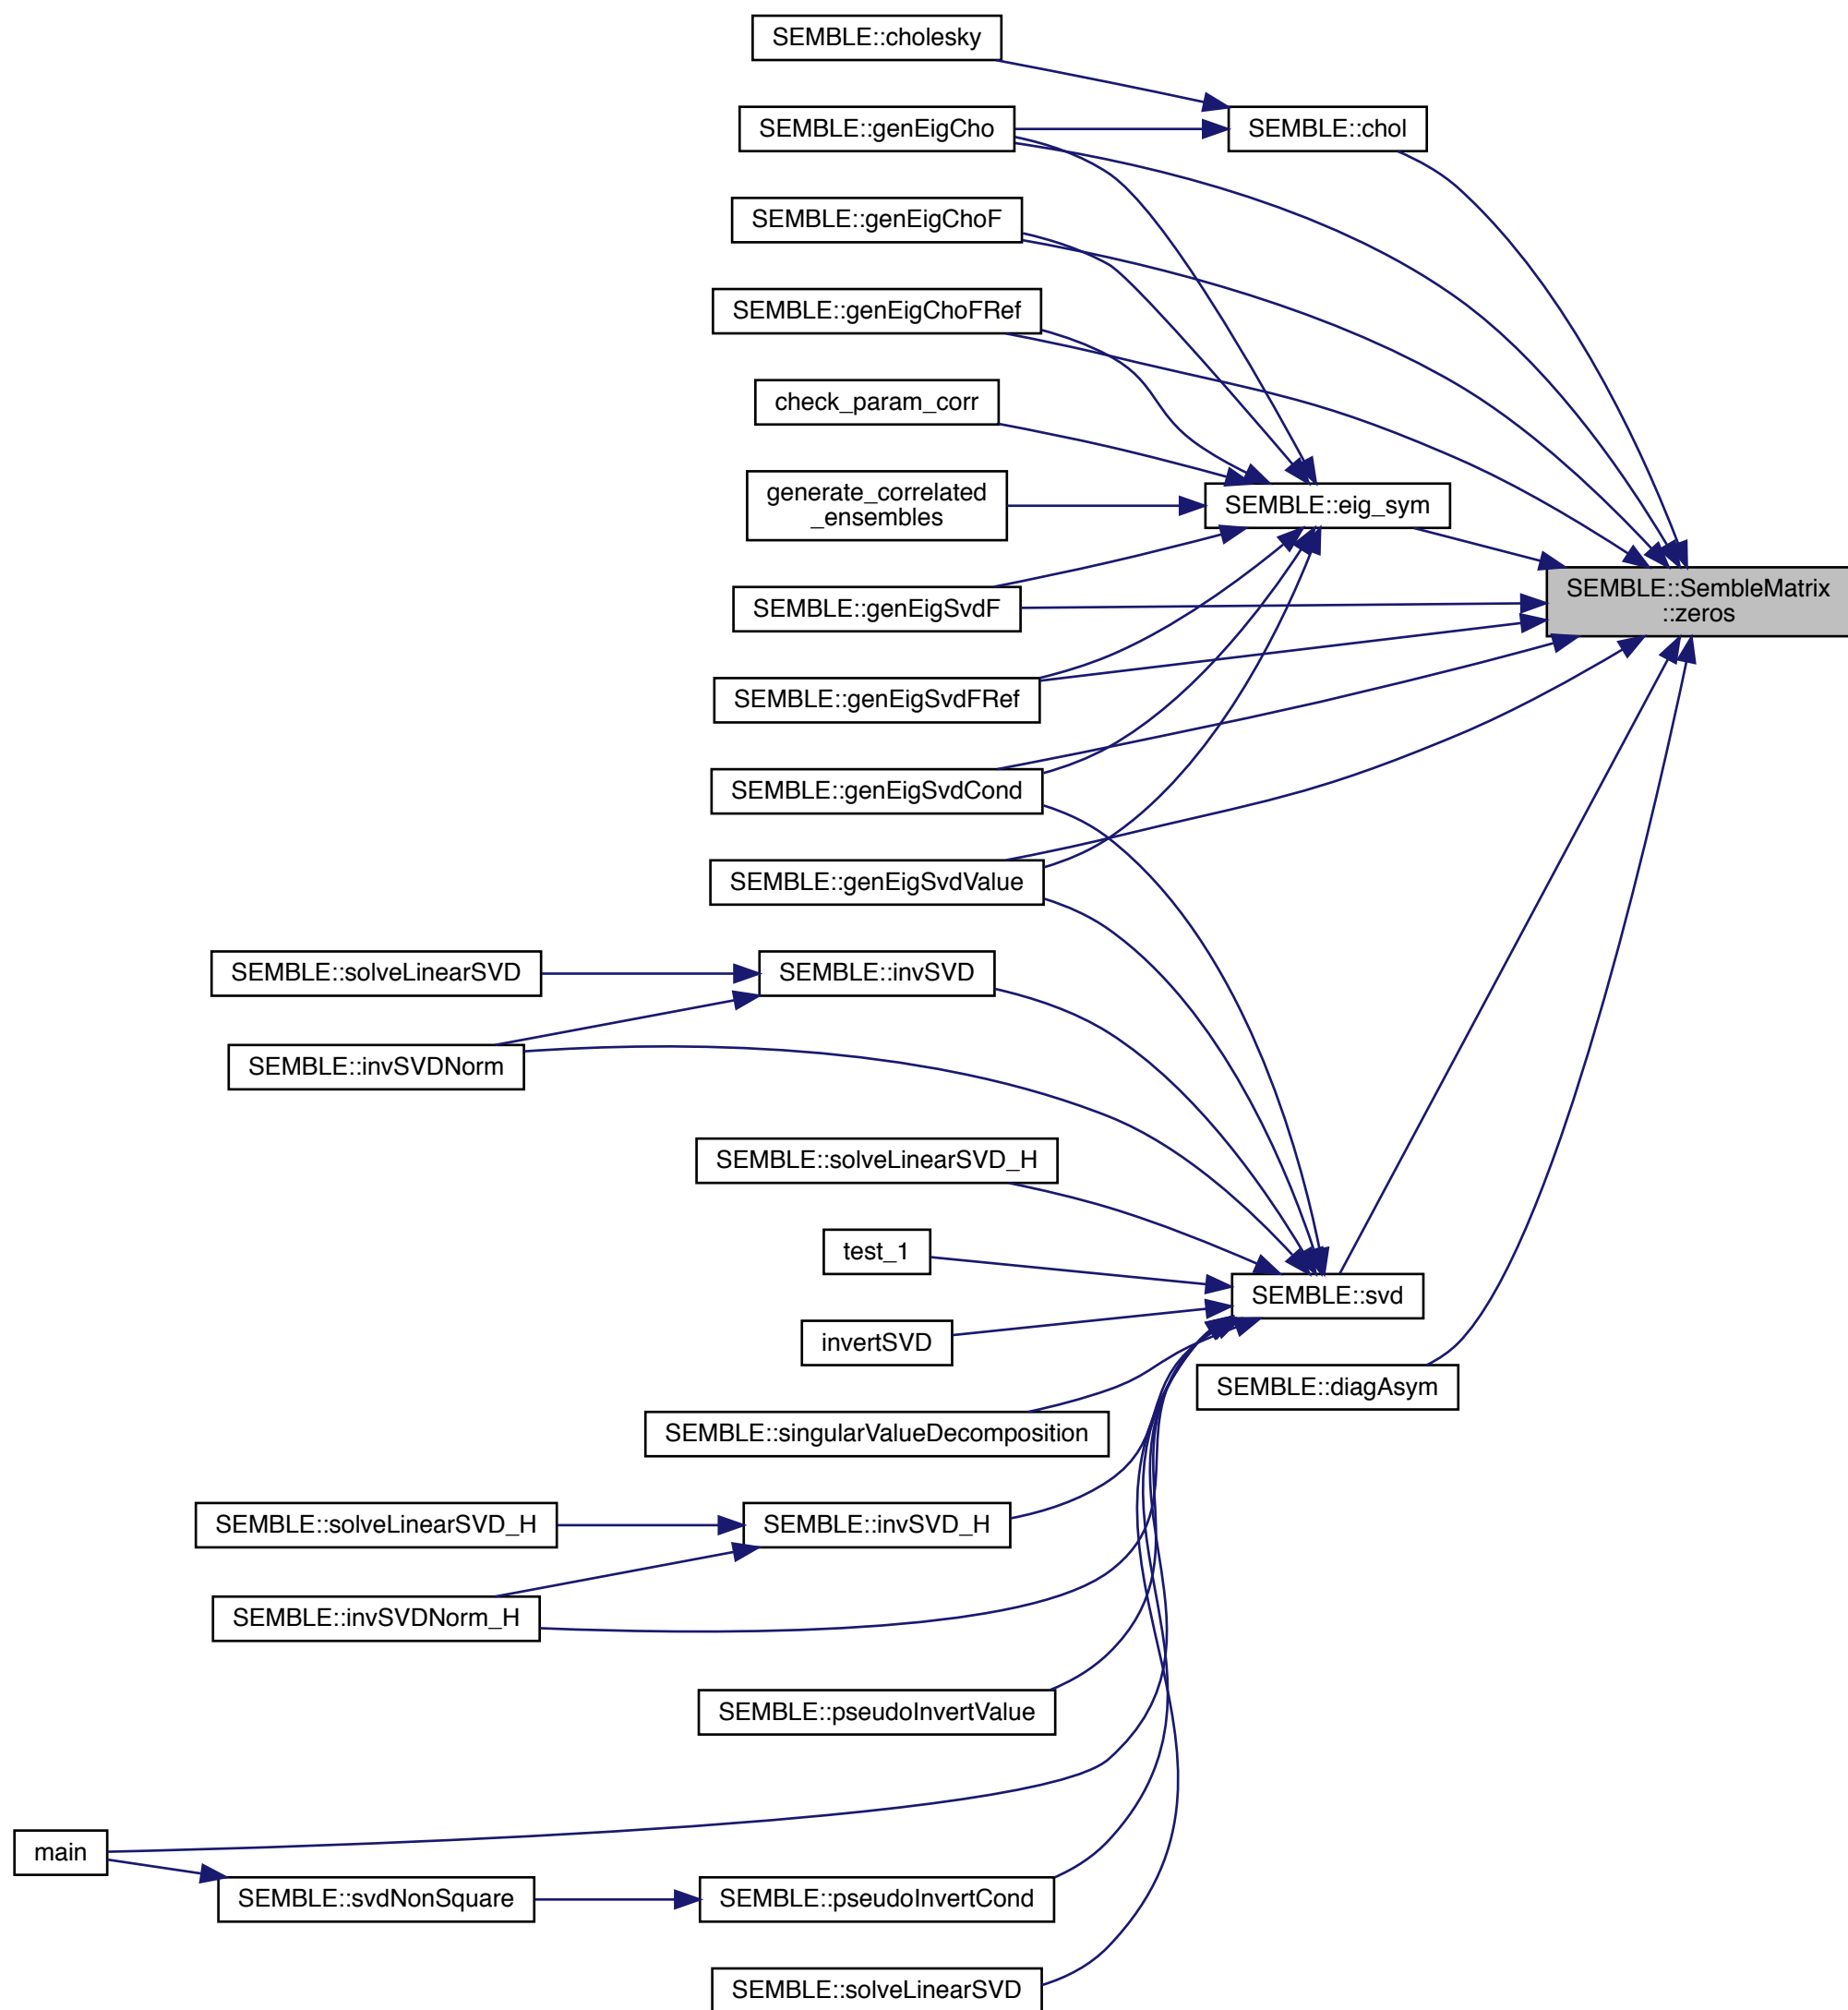 SEMBLE::cholesky
SEMBLE::genEigCho
SEMBLE::chol
SEMBLE::genEigChoF
SEMBLE::genEigChoFRef
check_param_corr
generate_correlated
_ensembles
SEMBLE::eig_sym
SEMBLE::SembleMatrix
::zeros
SEMBLE::genEigSvdF
SEMBLE::genEigSvdFRef
SEMBLE::genEigSvdCond
SEMBLE::genEigSvdValue
SEMBLE::solveLinearSVD
SEMBLE::invSVD
SEMBLE::invSVDNorm
SEMBLE::solveLinearSVD_H
test_1
SEMBLE::svd
invertSVD
SEMBLE::diagAsym
SEMBLE::singularValueDecomposition
SEMBLE::solveLinearSVD_H
SEMBLE::invSVD_H
SEMBLE::invSVDNorm_H
SEMBLE::pseudoInvertValue
main
SEMBLE::svdNonSquare
SEMBLE::pseudoInvertCond
SEMBLE::solveLinearSVD